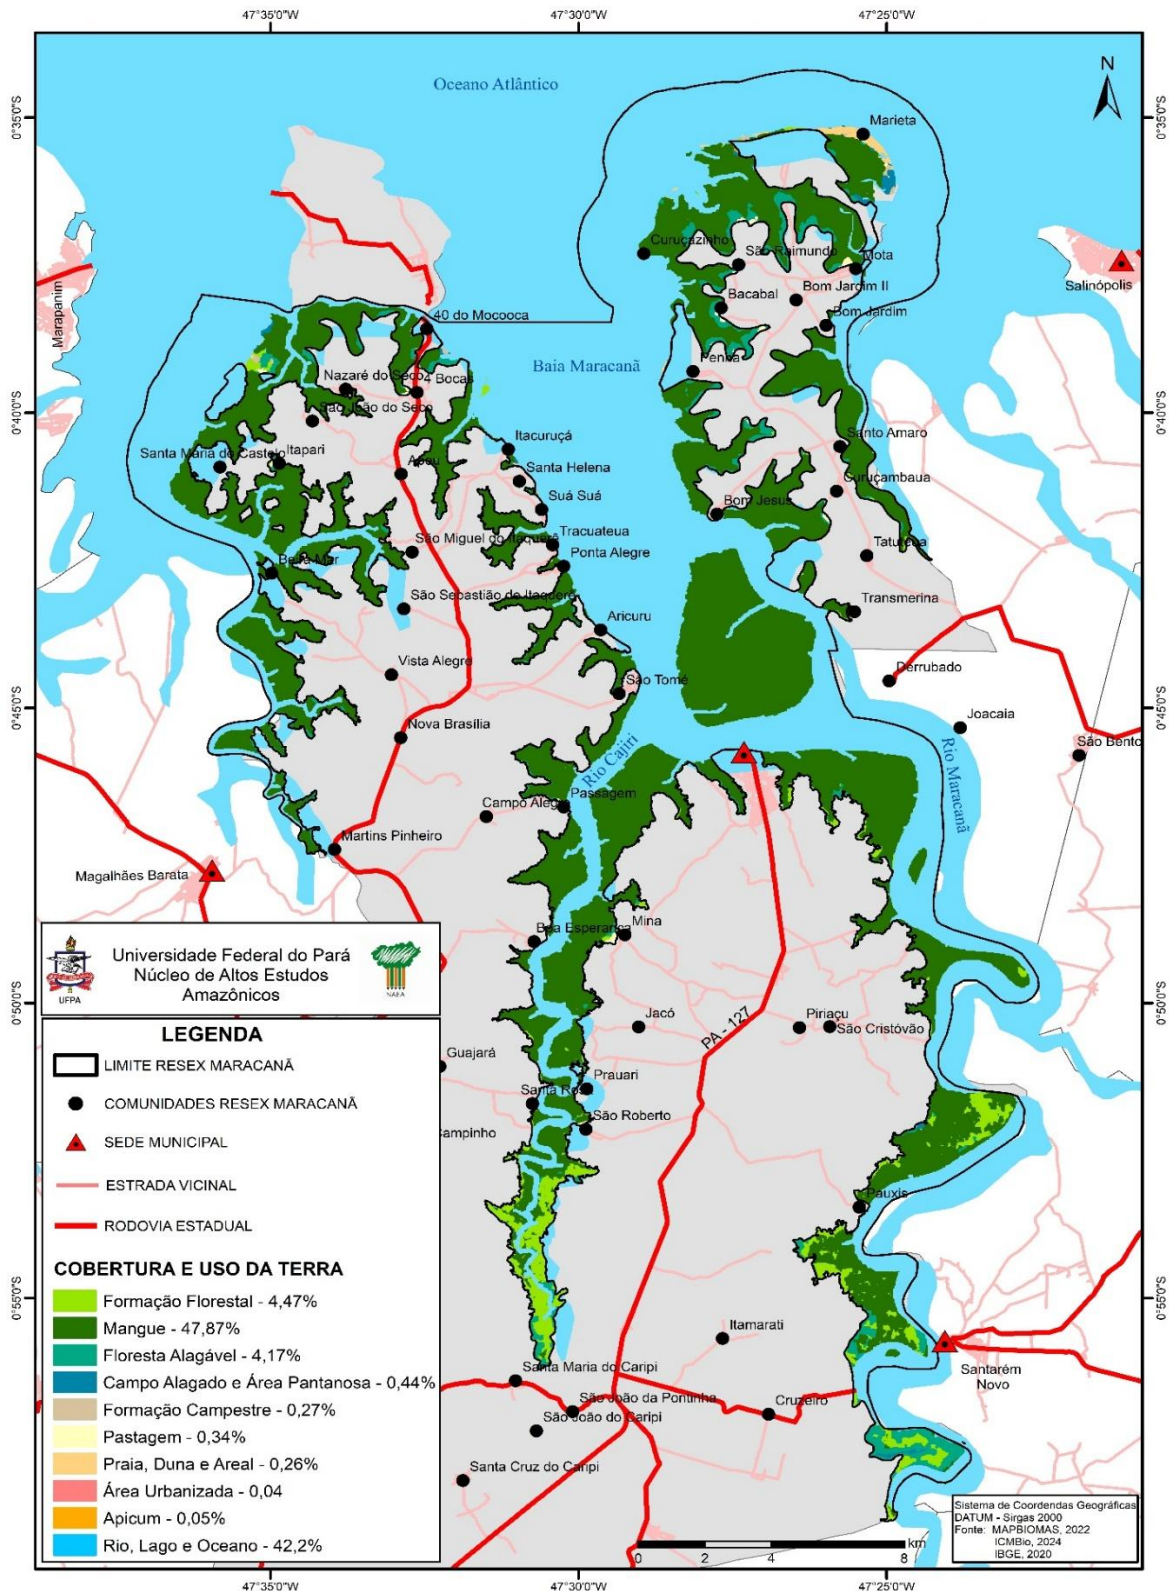 47°35'0"W
47°30'0"W
47°25'0"W
Oceano Atlântico
N
0°35'0"S
0°35'0"S
Marieta
Curuçazinho
São Raimundo
Mota
Salinópolis
Marapanim
Bacabal
Bom Jardim II
Bom Jardim
40 do Mocooca
Baia Maracanã
Penha
Nazaré do Seco
4 Bocas
0°40'0"S
0°40'0"S
São João do Seco
Santo Amaro
Itacuruçá
Santa Maria do Castelo
Itapari
Apeu
Santa Helena
Curuçambaua
Suá Suá
Bom Jesus
Tracuateua
São Miguel do Itaquerê
Ponta Alegre
Tatuteua
Beira Mar
São Sebastião do Itaquerê
Transmerina
Aricuru
Vista Alegre
São Tomé
Derrubado
0°45'0"S
0°45'0"S
Nova Brasília
Joacaia
São Bento
Rio Cajiri
Rio Maracanã
Campo Alegre
Passagem
Martins Pinheiro
Magalhães Barata
Boa Esperança
Mina
UFPA
Universidade Federal do Pará
Núcleo de Altos Estudos
Amazônicos
NAEA
0°50'0"S
0°50'0"S
Jacó
PA - 127
Piriaçu
São Cristóvão
Guajará
Prauari
Santa Rosa
São Roberto
Campinho
Pauxis
0°55'0"S
0°55'0"S
Itamarati
Santarém
Novo
Santa Maria do Caripi
São João da Pontinha
São João do Caripi
Cruzeiro
Santa Cruz do Caripi
LEGENDA
LIMITE RESEX MARACANÃ
COMUNIDADES RESEX MARACANÃ
SEDE MUNICIPAL
ESTRADA VICINAL
RODOVIA ESTADUAL
COBERTURA E USO DA TERRA
Formação Florestal - 4,47%
Mangue - 47,87%
Floresta Alagável - 4,17%
Campo Alagado e Área Pantanosa - 0,44%
Formação Campestre - 0,27%
Pastagem - 0,34%
Praia, Duna e Areal - 0,26%
Área Urbanizada - 0,04
Apicum - 0,05%
Rio, Lago e Oceano - 42,2%
km
0 2 4 8
Sistema de Coordendas Geográficas
DATUM - Sirgas 2000
Fonte: MAPBIOMAS, 2022
ICMBio, 2024
IBGE, 2020
47°35'0"W
47°30'0"W
47°25'0"W